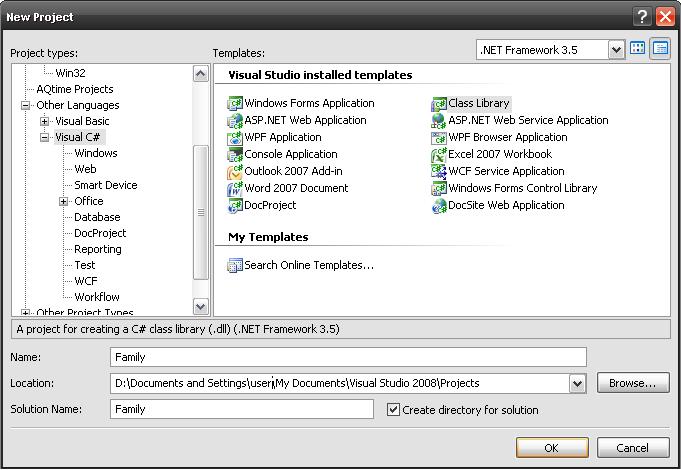 New Project
Project types:
Templates:
.NET Framework 3.5
Win32
AQtime Projects
Other Languages
Visual Basic
Visual C#
Windows
Web
Smart Device
Office
Database
DocProject
Reporting
Test
WCF
Workflow
Other Project Types
Visual Studio installed templates
Windows Forms Application
Class Library
ASP.NET Web Application
ASP.NET Web Service Application
WPF Application
WPF Browser Application
Console Application
Excel 2007 Workbook
Outlook 2007 Add-in
WCF Service Application
Word 2007 Document
Windows Forms Control Library
DocProject
DocSite Web Application
My Templates
Search Online Templates...
A project for creating a C# class library (.dll) (.NET Framework 3.5)
Name:
Family
Location:
D:\Documents and Settings\user\My Documents\Visual Studio 2008\Projects
Browse...
Solution Name:
Family
Create directory for solution
OK
Cancel